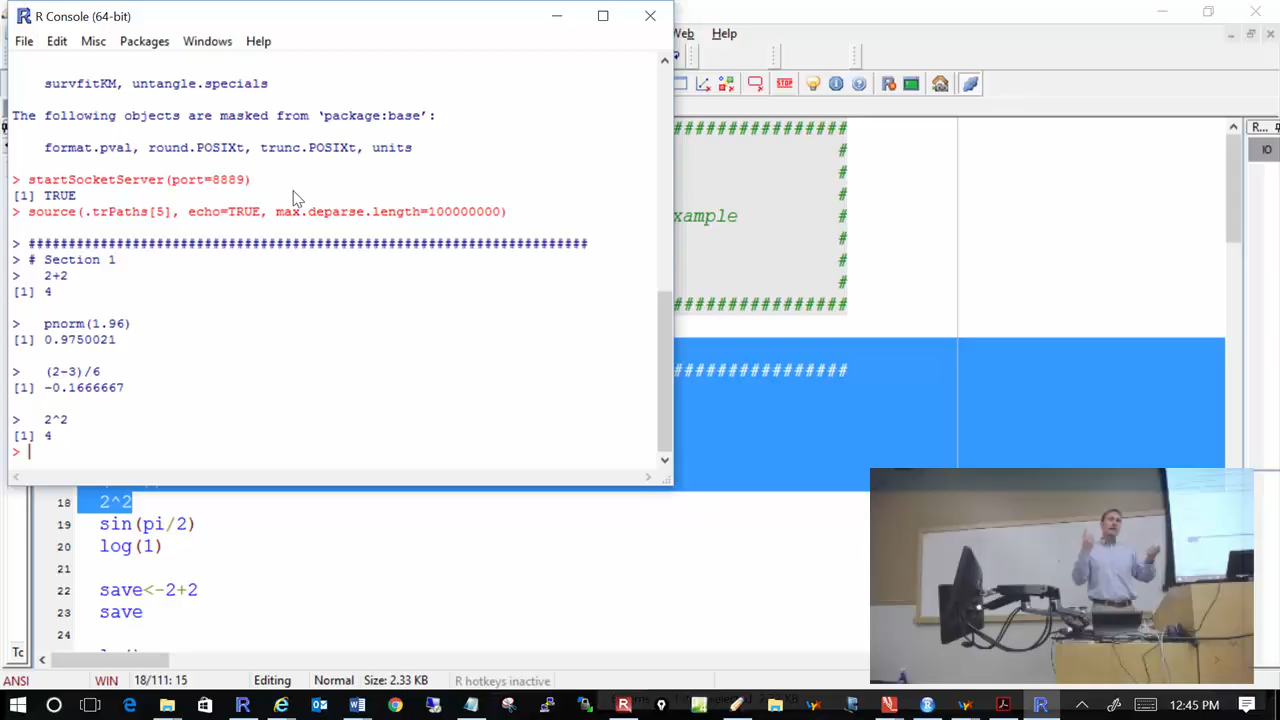 R Console (64-bit)
File Edit Misc Packages Windows Help
Web Help
survfitKM, untangle.specials
The following objects are masked from ‘package:base’:
format.pval, round.POSIXt, trunc.POSIXt, units
> startSocketServer(port=8889)
[1] TRUE
> source(.trPaths[5], echo=TRUE, max.deparse.length=100000000)
> ######################################################################
> # Section 1
> 2+2
[1] 4
> pnorm(1.96)
[1] 0.9750021
> (2-3)/6
[1] -0.1666667
> 2^2
[1] 4
>
STOP
R...
################
#
#
#
xample #
#
#
#
################
################
18 2^2
19 sin(pi/2)
20 log(1)
21
22 save<-2+2
23 save
24
Tc
ANSI WIN 18/111: 15 Editing Normal Size: 2.33 KB R hotkeys inactive
12:45 PM